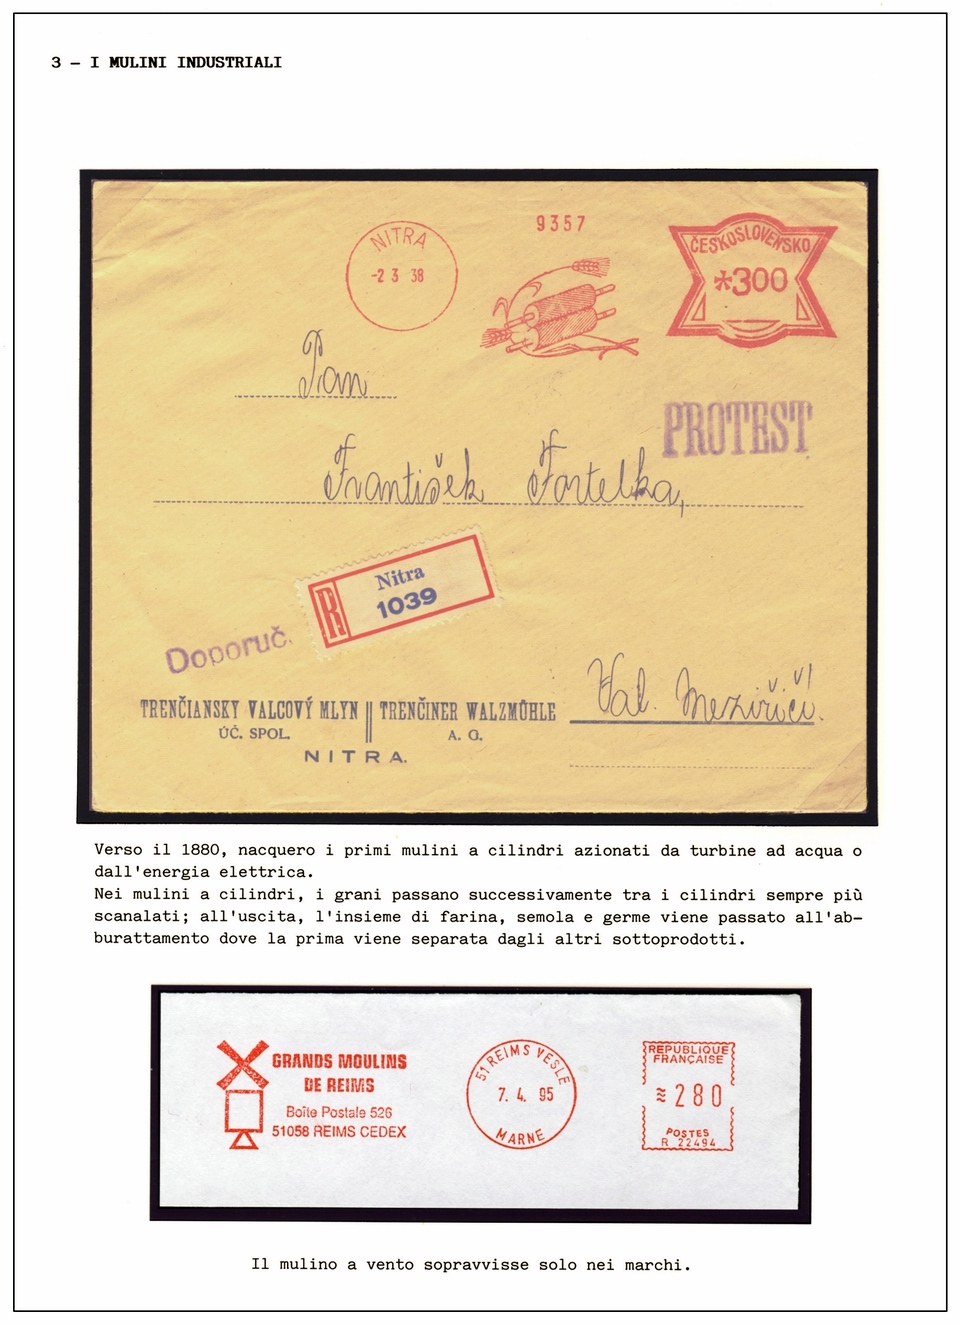 3 - I MULINI INDUSTRIALI
9357
NITRA
-2 3 38
ČESKOSLOVENSKO
*300
Pan
PROTEST
František Fortelka,
R
Nitra
1039
Doporuč.
Val. Meziříčí.
TRENČIANSKY VALCOVÝ MLYN || TRENČINER WALZMÜHLE
ÚČ. SPOL. A. G.
NITRA.
Verso il 1880, nacquero i primi mulini a cilindri azionati da turbine ad acqua o
dall'energia elettrica.
Nei mulini a cilindri, i grani passano successivamente tra i cilindri sempre più
scanalati; all'uscita, l'insieme di farina, semola e germe viene passato all'ab-
burattamento dove la prima viene separata dagli altri sottoprodotti.
GRANDS MOULINS
DE REIMS
Boîte Postale 526
51058 REIMS CEDEX
51 REIMS VESLE
7. 4. 95
MARNE
REPUBLIQUE
FRANÇAISE
≈280
POSTES
R 22494
Il mulino a vento sopravvisse solo nei marchi.